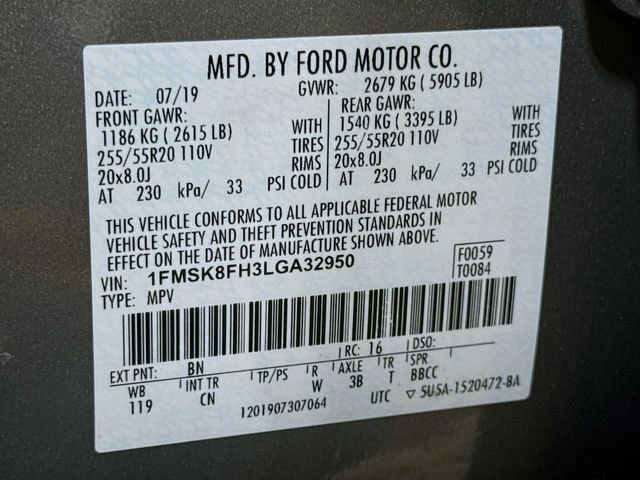 MFD. BY FORD MOTOR CO.
DATE: 07/19 GVWR: 2679 KG ( 5905 LB)
FRONT GAWR: REAR GAWR:
1186 KG ( 2615 LB) WITH 1540 KG ( 3395 LB) WITH
255/55R20 110V TIRES 255/55R20 110V TIRES
20x8.0J RIMS 20x8.0J RIMS
AT 230 kPa/ 33 PSI COLD AT 230 kPa/ 33 PSI COLD
THIS VEHICLE CONFORMS TO ALL APPLICABLE FEDERAL MOTOR
VEHICLE SAFETY AND THEFT PREVENTION STANDARDS IN
EFFECT ON THE DATE OF MANUFACTURE SHOWN ABOVE.
VIN: 1FMSK8FH3LGA32950 F0059
TYPE: MPV T0084
EXT PNT: BN RC: 16 DSO:
WB INT TR TP/PS R AXLE TR SPR
119 CN W 3B T BBCC
1201907307064 UTC ▽ 5U5A-1520472-BA